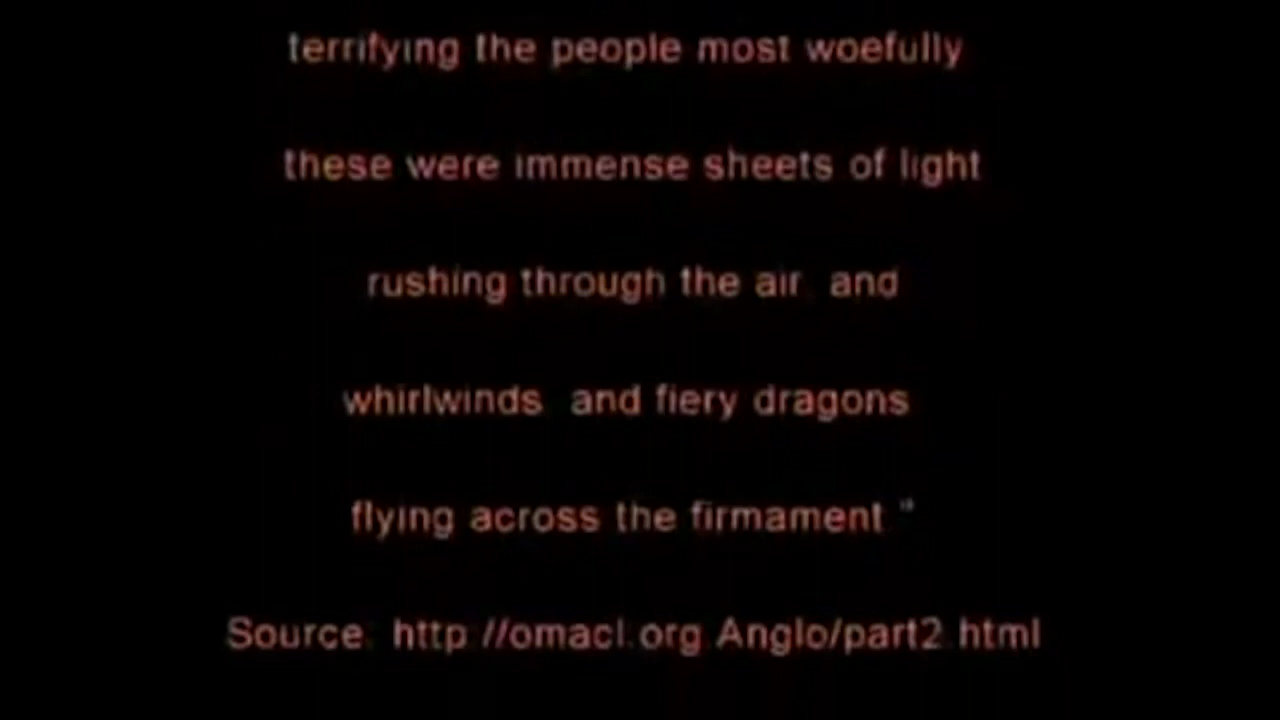 terrifying the people most woefully
these were immense sheets of light
rushing through the air and
whirlwinds and fiery dragons
flying across the firmament "
Source: http //omacl.org Anglo/part2 html